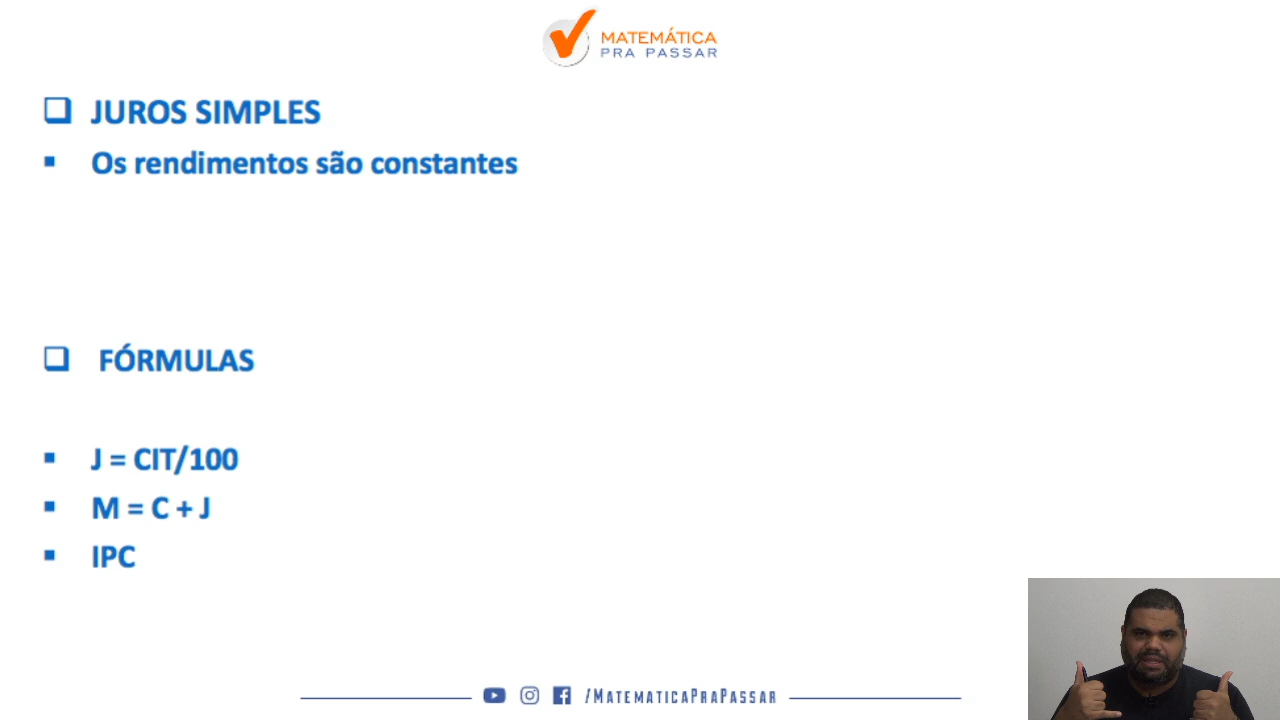 MATEMÁTICA
PRA PASSAR
JUROS SIMPLES
Os rendimentos são constantes
FÓRMULAS
J = CIT/100
M = C + J
IPC
/MATEMATICAPRAPASSAR